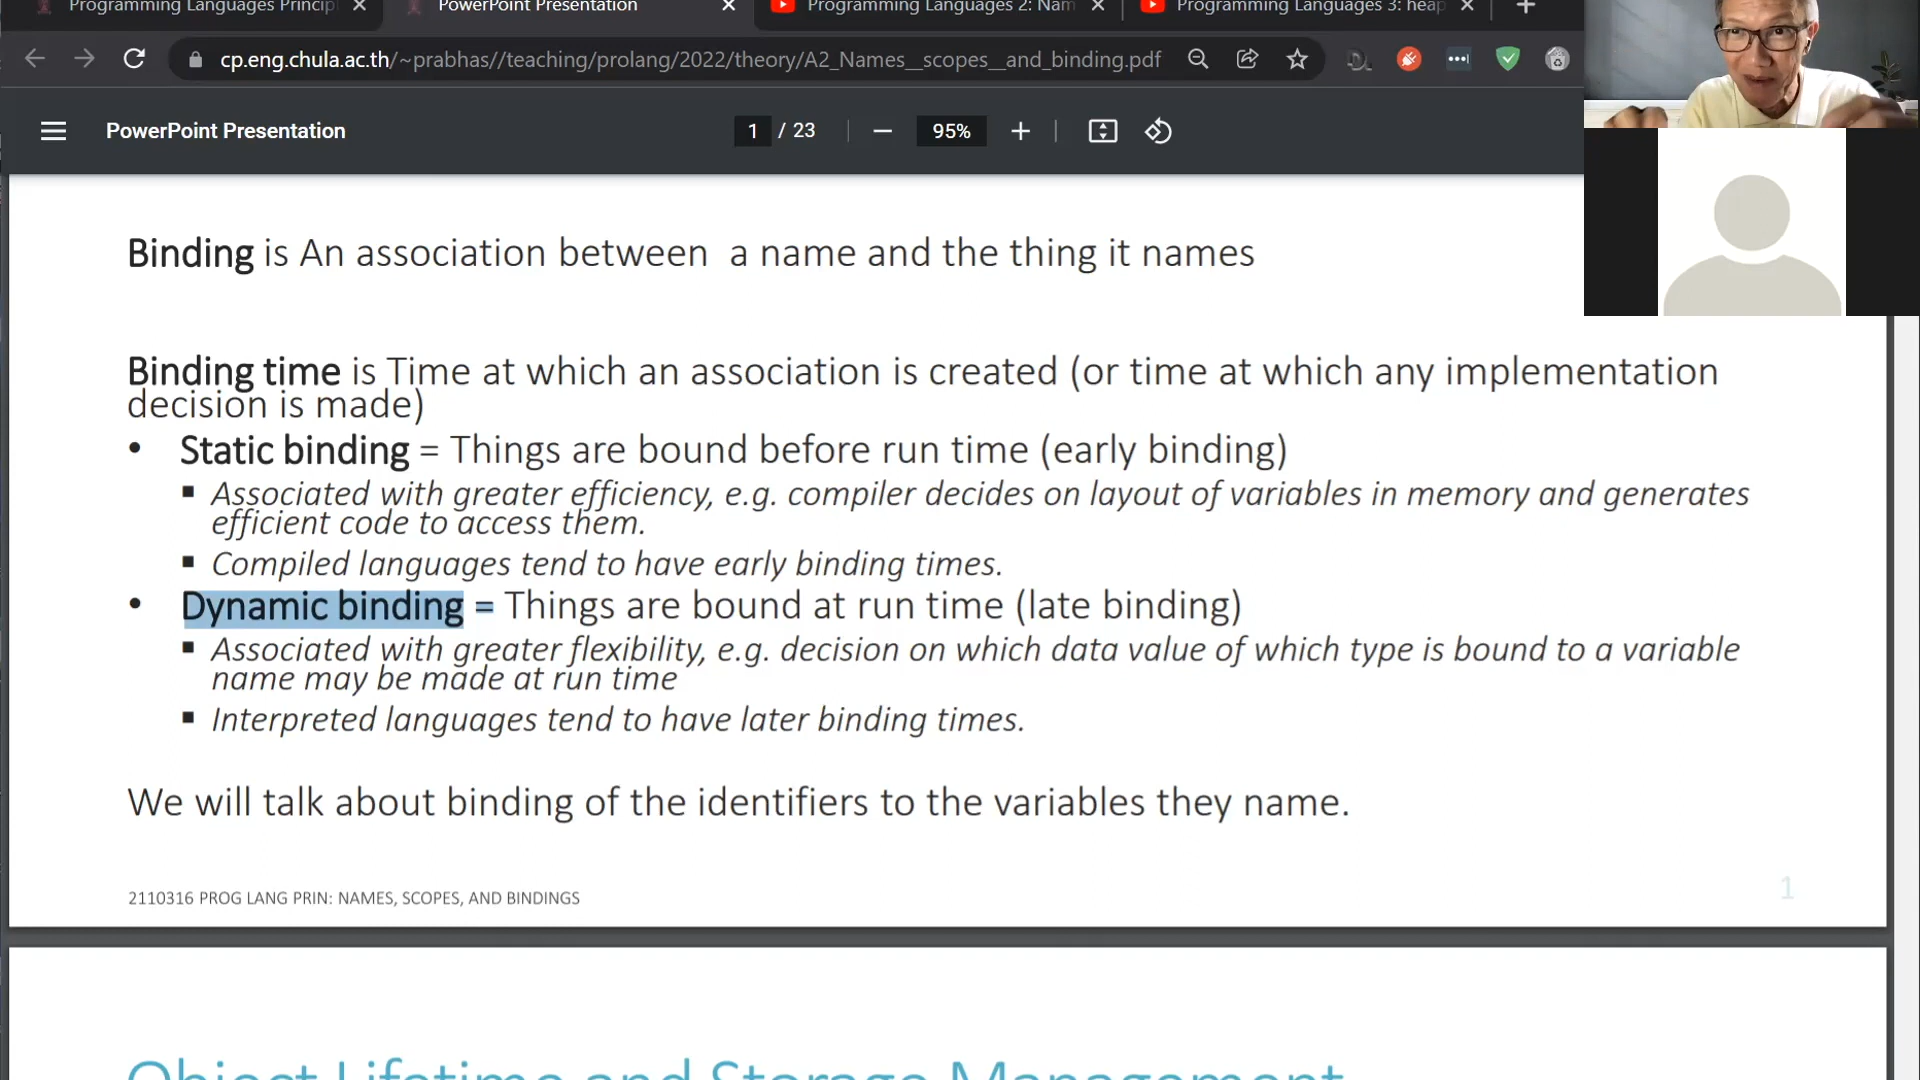 Programming Languages Princip
PowerPoint Presentation
Programming Languages 2: Nam
Programming Languages 3: heap
cp.eng.chula.ac.th/~prabhas//teaching/prolang/2022/theory/A2_Names__scopes__and_binding.pdf
PowerPoint Presentation
1 / 23
95%
Binding is An association between a name and the thing it names
Binding time is Time at which an association is created (or time at which any implementation
decision is made)
• Static binding = Things are bound before run time (early binding)
▪ Associated with greater efficiency, e.g. compiler decides on layout of variables in memory and generates
efficient code to access them.
▪ Compiled languages tend to have early binding times.
• Dynamic binding = Things are bound at run time (late binding)
▪ Associated with greater flexibility, e.g. decision on which data value of which type is bound to a variable
name may be made at run time
▪ Interpreted languages tend to have later binding times.
We will talk about binding of the identifiers to the variables they name.
2110316 PROG LANG PRIN: NAMES, SCOPES, AND BINDINGS
1
Object Lifetime and Storage Management